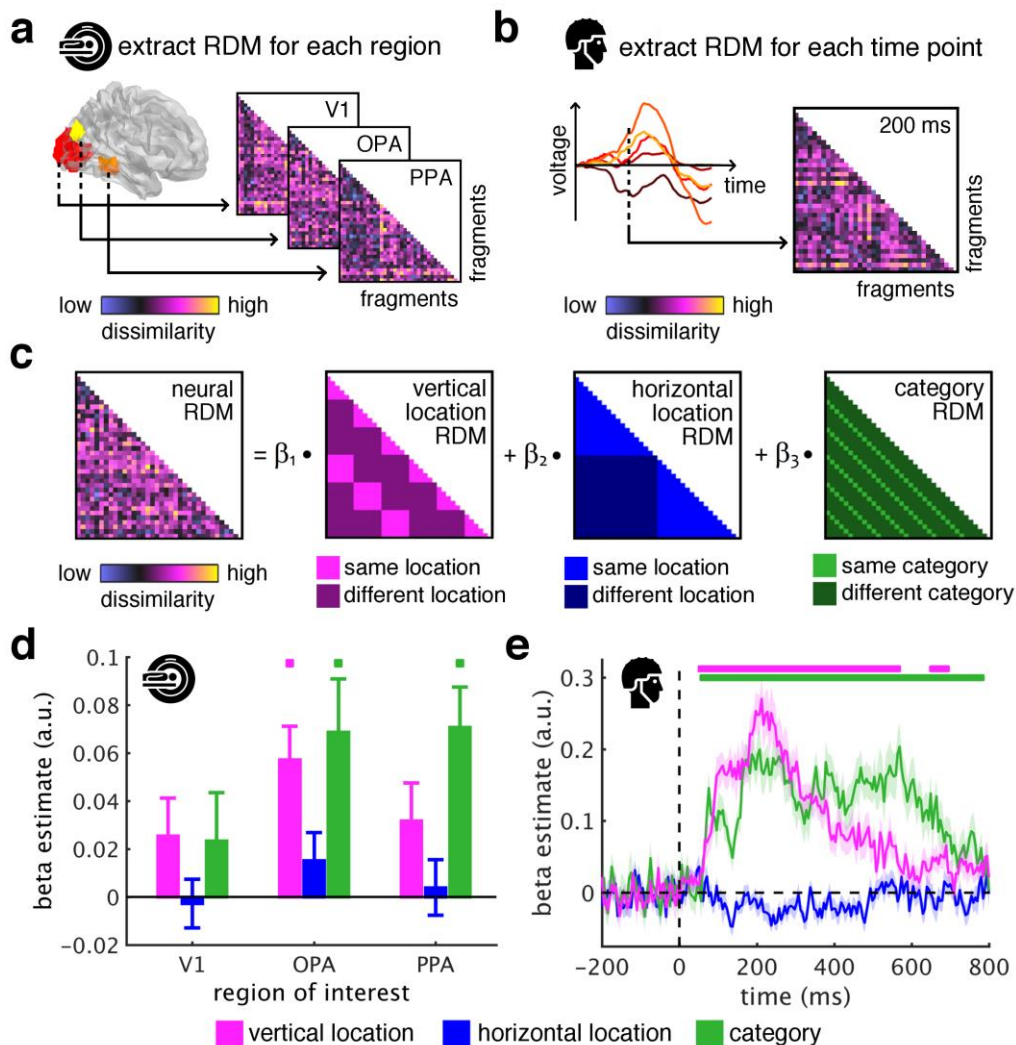 a
extract RDM for each region
V1
OPA
PPA
fragments
fragments
low
high
dissimilarity
b
extract RDM for each time point
voltage
time
200 ms
fragments
fragments
low
high
dissimilarity
c
neural
RDM
= β₁•
vertical
location
RDM
+ β₂•
horizontal
location
RDM
+ β₃•
category
RDM
low
high
dissimilarity
same location
different location
same location
different location
same category
different category
d
beta estimate (a.u.)
0.1
0.08
0.06
0.04
0.02
0
−0.02
V1
OPA
PPA
region of interest
e
beta estimate (a.u.)
0.3
0.2
0.1
0
−0.1
-200
0
200
400
600
800
time (ms)
vertical location
horizontal location
category